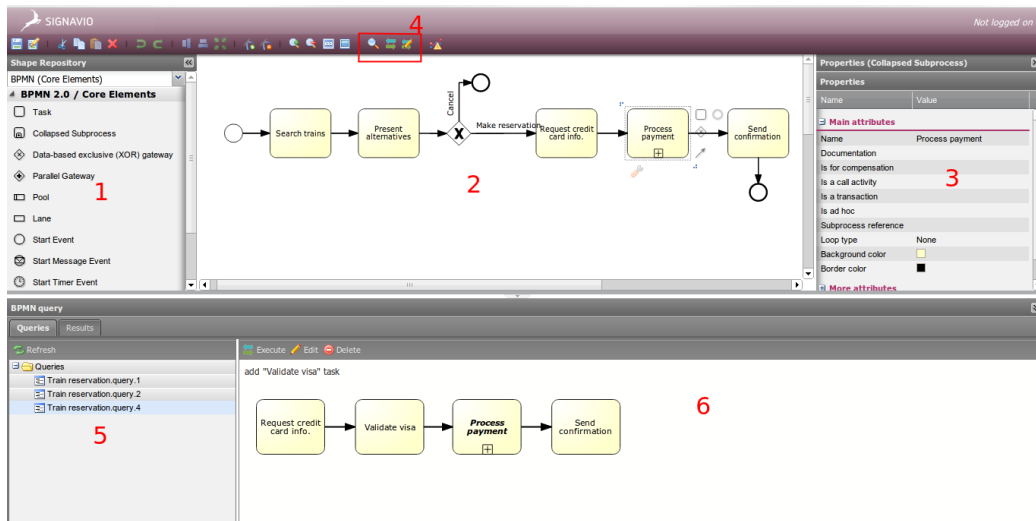 SIGNAVIO
Not logged on
4
Shape Repository
BPMN (Core Elements)
BPMN 2.0 / Core Elements
Task
Collapsed Subprocess
Data-based exclusive (XOR) gateway
Parallel Gateway
Pool
Lane
Start Event
Start Message Event
Start Timer Event
1
Search trains
Present
alternatives
Cancel
X
Make reservation
Request credit
card info.
Process
payment
Send
confirmation
2
Properties (Collapsed Subprocess)
Properties
Name Value
Main attributes
Name Process payment
Documentation
Is for compensation
Is a call activity
Is a transaction
Is ad hoc
Subprocess reference
Loop type None
Background color
Border color
More attributes
3
BPMN query
Queries Results
Refresh
Queries
Train reservation.query.1
Train reservation.query.2
Train reservation.query.4
5
Execute Edit Delete
add "Validate visa" task
Request credit
card info.
Validate visa
Process
payment
Send
confirmation
6